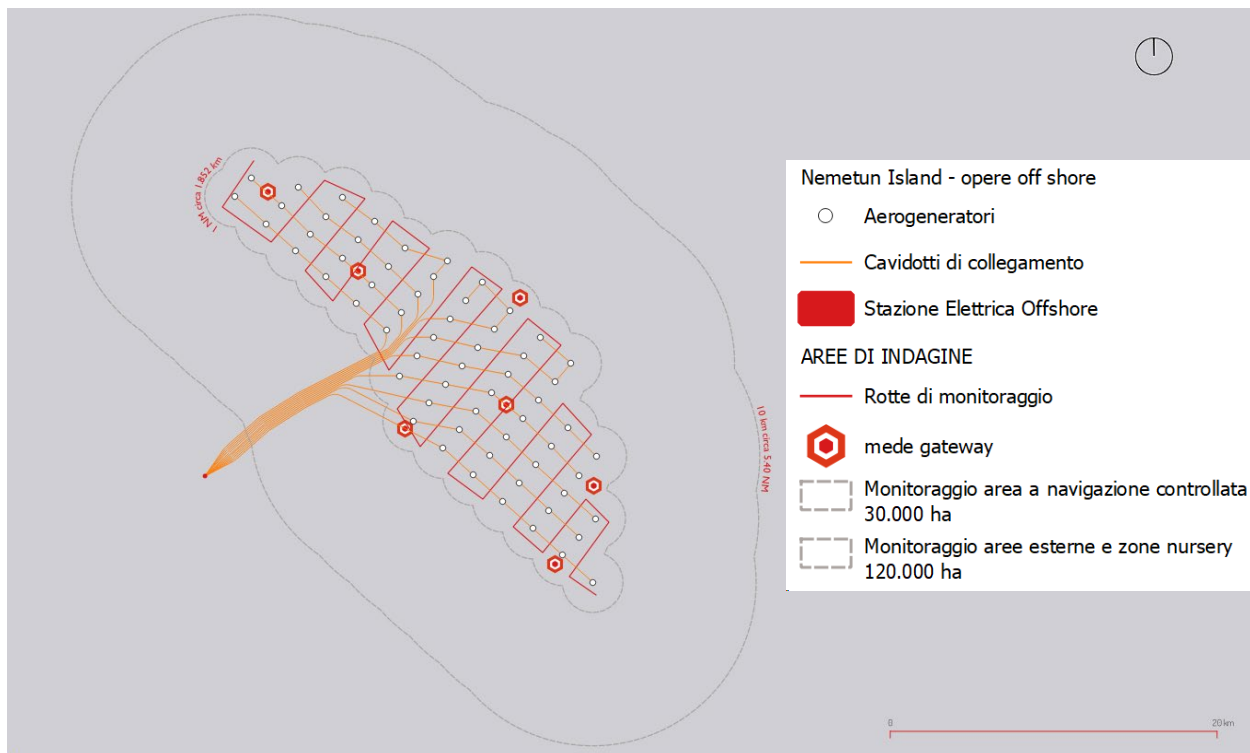 1 NM circa 1.852 km
Nemetun Island - opere off shore
Aerogeneratori
Cavidotti di collegamento
Stazione Elettrica Offshore
AREE DI INDAGINE
Rotte di monitoraggio
mede gateway
Monitoraggio area a navigazione controllata
30.000 ha
Monitoraggio aree esterne e zone nursery
120.000 ha
10 km circa 5.40 NM
0
20 km